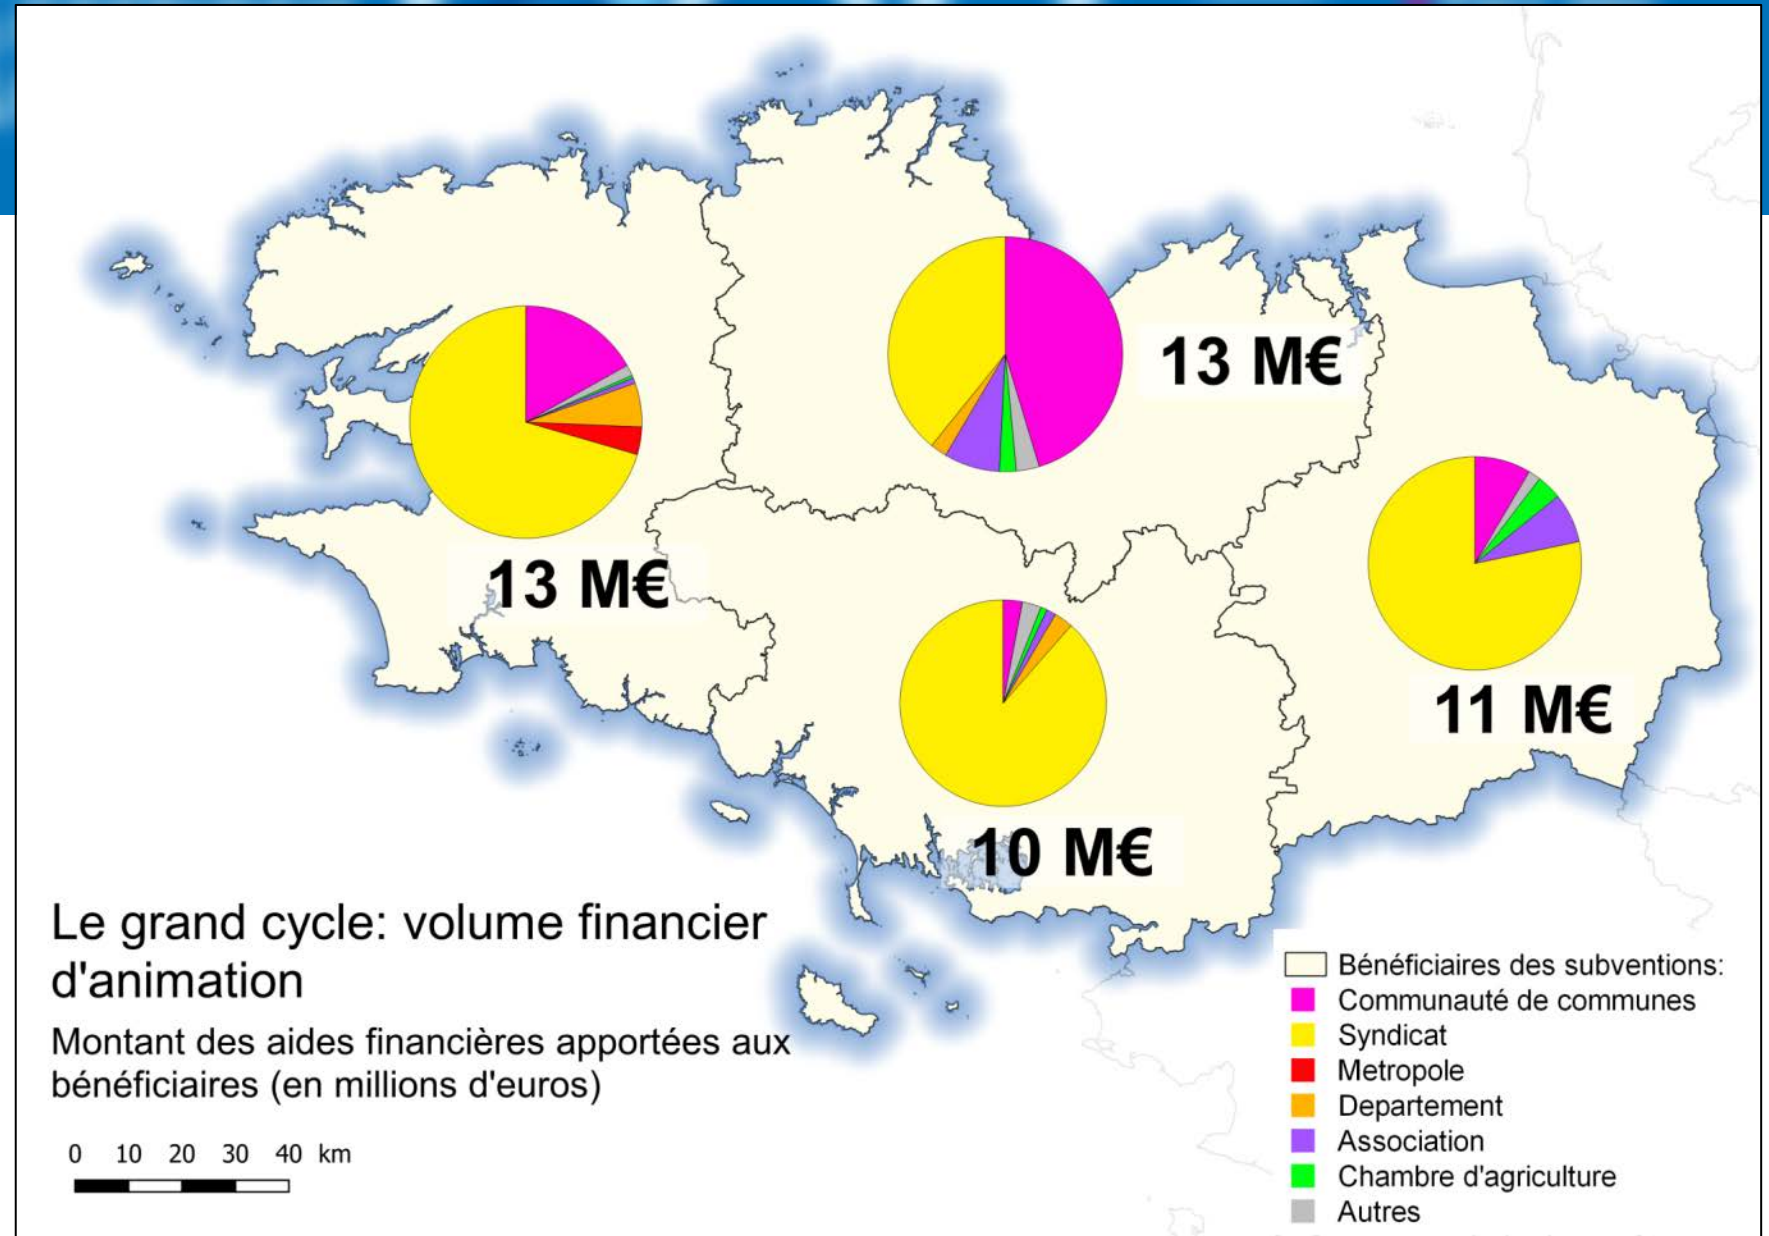 13 M€
13 M€
11 M€
10 M€
Le grand cycle: volume financier
d'animation
Montant des aides financières apportées aux
bénéficiaires (en millions d'euros)
0 10 20 30 40 km
Bénéficiaires des subventions:
Communauté de communes
Syndicat
Metropole
Departement
Association
Chambre d'agriculture
Autres